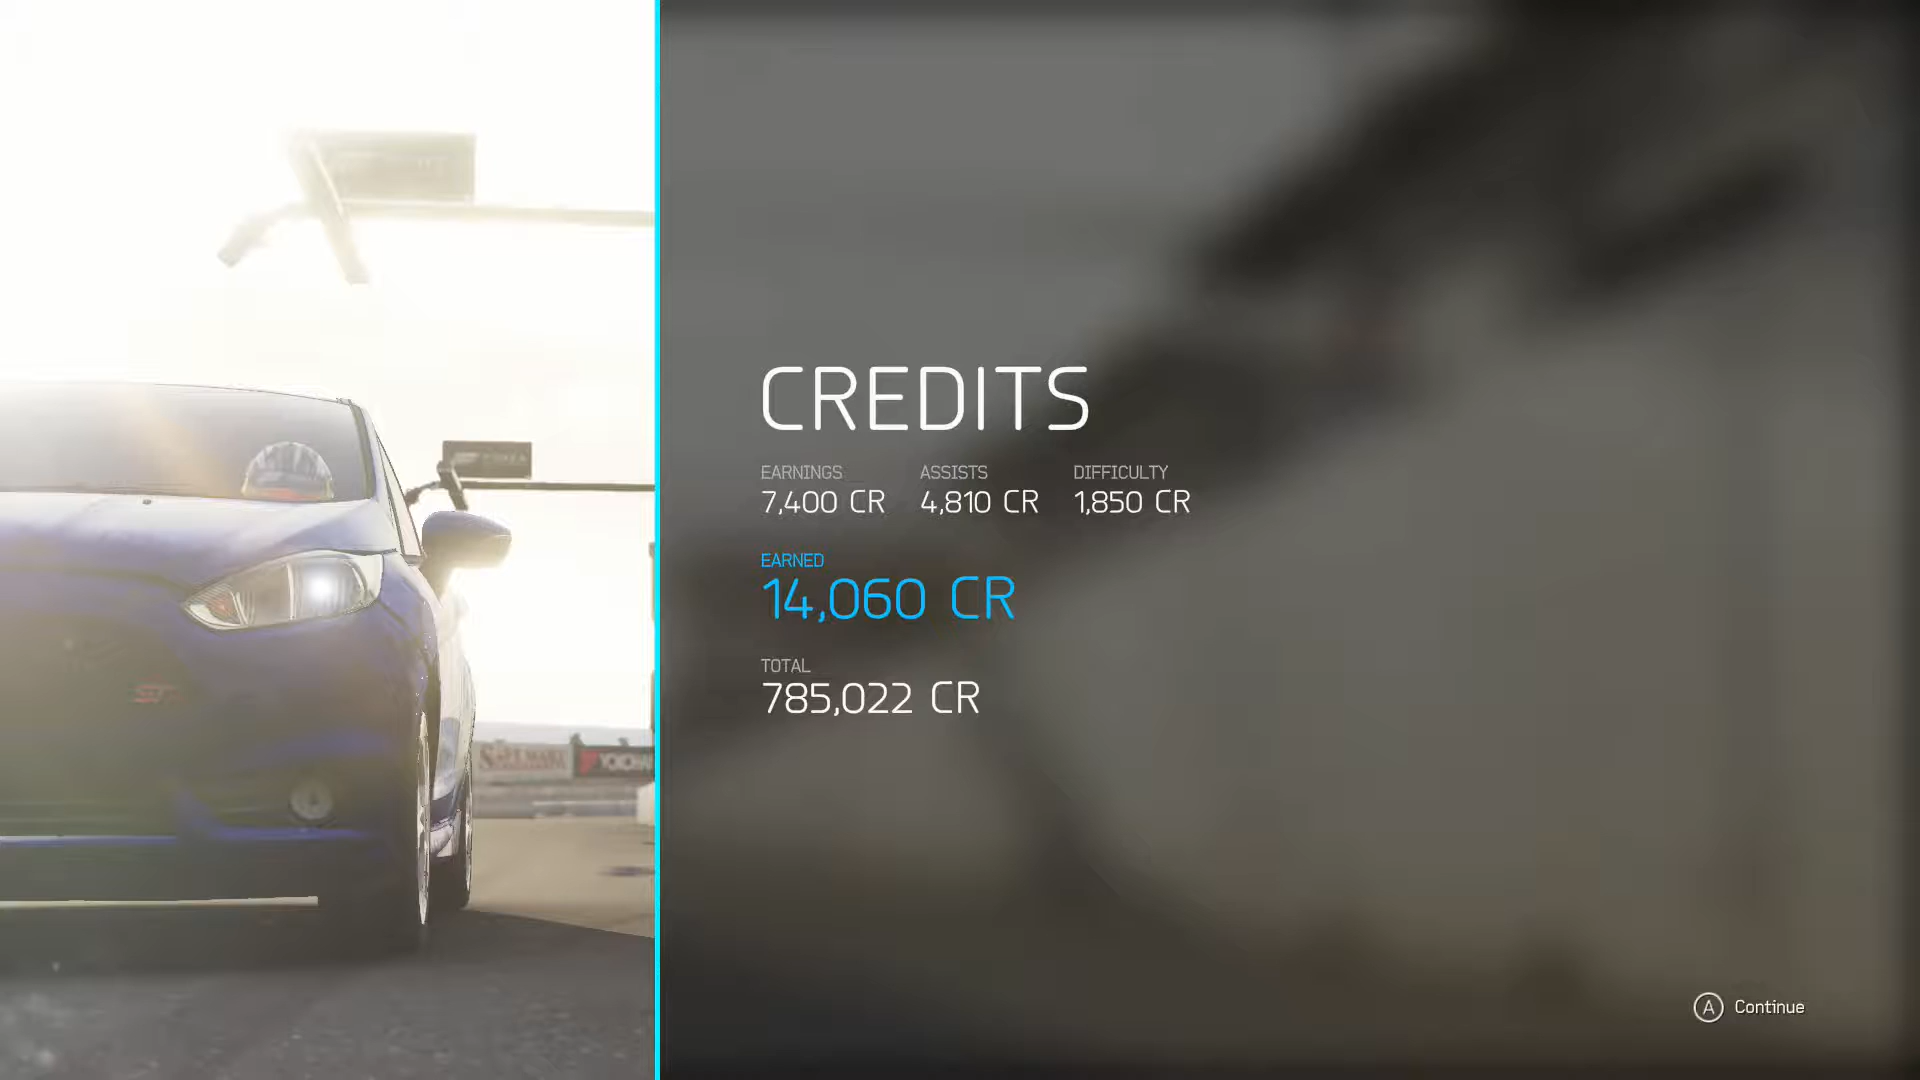 CREDITS
EARNINGS ASSISTS DIFFICULTY
7,400 CR 4,810 CR 1,850 CR
EARNED
14,060 CR
TOTAL
785,022 CR
ST
A Continue